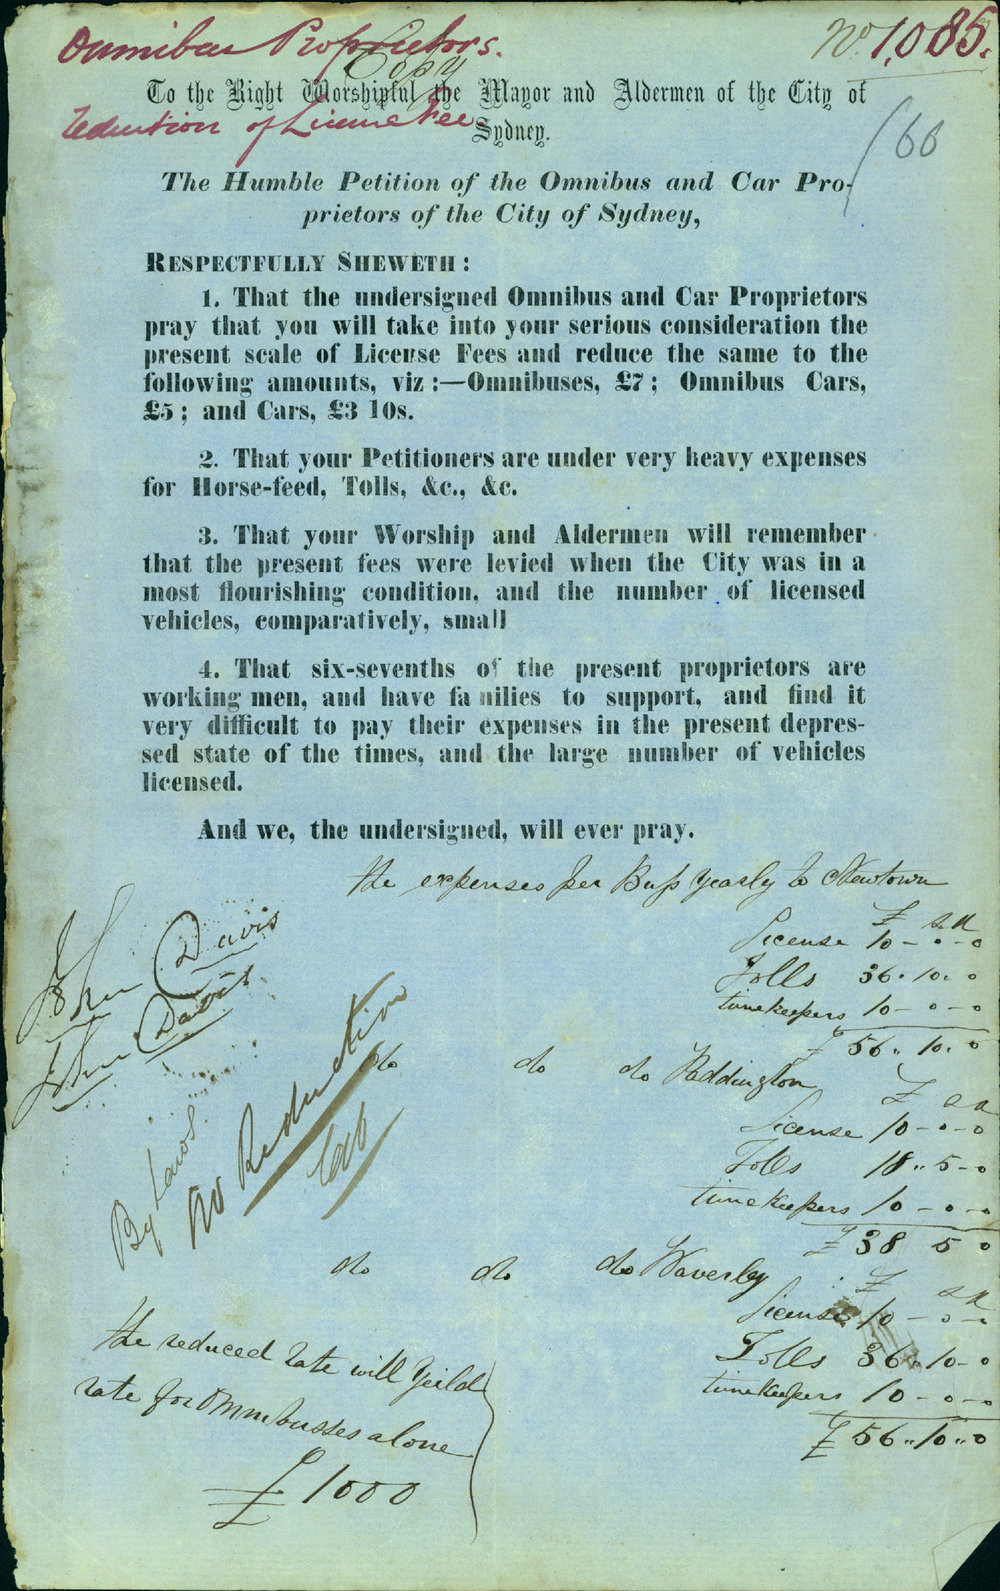 Omnibus Proprietors.
No. 1,085.
Copy
To the Right Worshipful the Mayor and Aldermen of the City of
reduction of License Fees
Sydney.
/66
The Humble Petition of the Omnibus and Car Pro-
prietors of the City of Sydney,
RESPECTFULLY SHEWETH :
1. That the undersigned Omnibus and Car Proprietors
pray that you will take into your serious consideration the
present scale of License Fees and reduce the same to the
following amounts, viz :—Omnibuses, £7 ; Omnibus Cars,
£5 ; and Cars, £3 10s.
2. That your Petitioners are under very heavy expenses
for Horse-feed, Tolls, &c., &c.
3. That your Worship and Aldermen will remember
that the present fees were levied when the City was in a
most flourishing condition, and the number of licensed
vehicles, comparatively, small
4. That six-sevenths of the present proprietors are
working men, and have families to support, and find it
very difficult to pay their expenses in the present depres-
sed state of the times, and the large number of vehicles
licensed.
And we, the undersigned, will ever pray.
the expenses per Buss yearly to Newtown
£ s d
License 10 - 0 - 0
Tolls 36 . 10 . 0
timekeepers 10 - 0 - 0
£ 56 .. 10 . 0
John Davis
John Davis
do do do Paddington
£ s d
License 10 - 0 - 0
Tolls 18 .. 5 - 0
timekeepers 10 - 0 - 0
£ 38 5 0
By Laws.
No Reduction
do do do Waverley
£ s d
License 10 - 0 - 0
Tolls 36 . 10 - 0
timekeepers 10 - 0 - 0
£ 56 .. 10 .. 0
the reduced rate will yeild
rate for Omnibusses alone
£ 1000